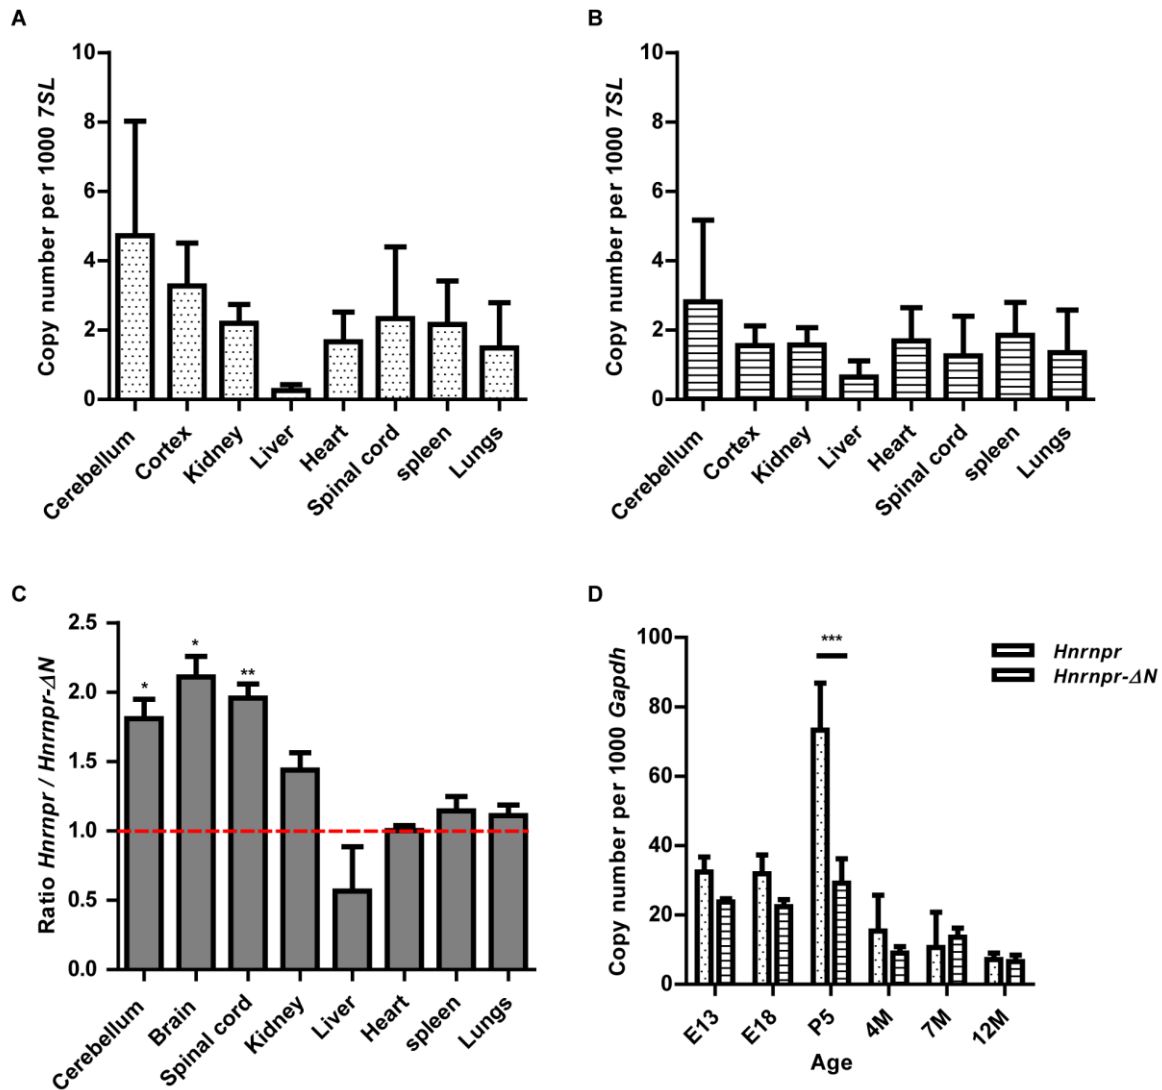 A
Copy number per 1000 7SL
10
8
6
4
2
0
Cerebellum
Cortex
Kidney
Liver
Heart
Spinal cord
spleen
Lungs
B
Copy number per 1000 7SL
10
8
6
4
2
0
Cerebellum
Cortex
Kidney
Liver
Heart
Spinal cord
spleen
Lungs
C
Ratio Hnrnpr / Hnrnpr-ΔN
2.5
2.0
1.5
1.0
0.5
0.0
*
*
**
Cerebellum
Brain
Spinal cord
Kidney
Liver
Heart
spleen
Lungs
D
Copy number per 1000 Gapdh
100
80
60
40
20
0
***
Hnrnpr
Hnrnpr-ΔN
E13
E18
P5
4M
7M
12M
Age